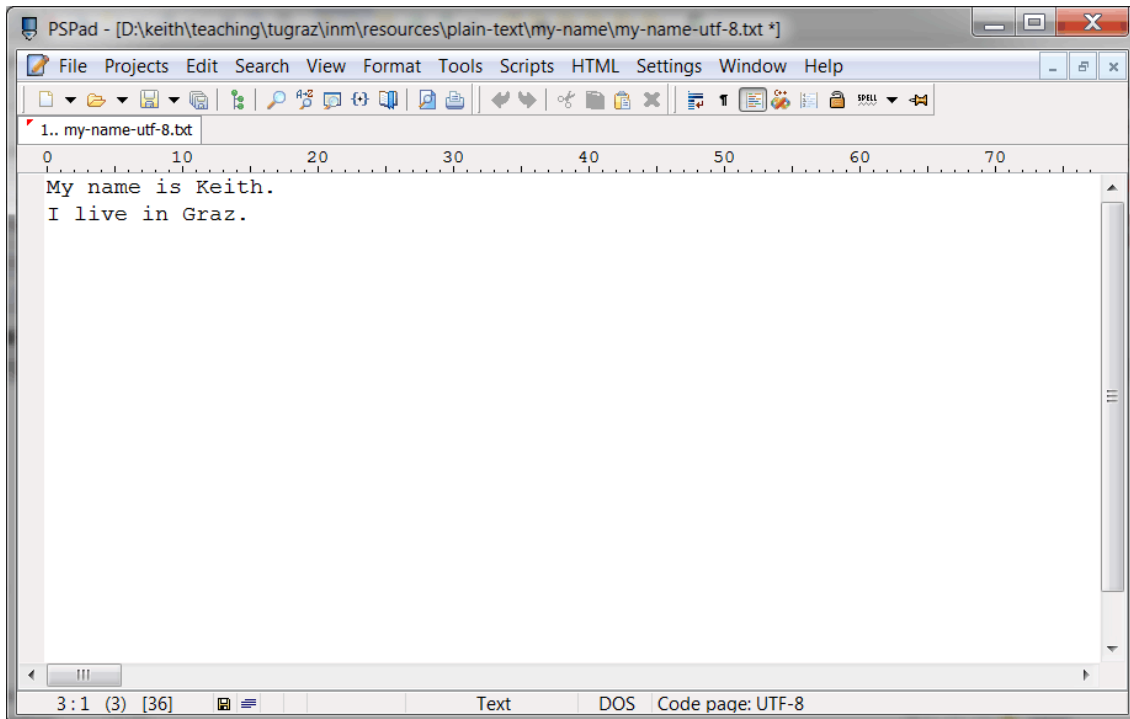 PSPad - [D:\keith\teaching\tugraz\inm\resources\plain-text\my-name\my-name-utf-8.txt *]
File Projects Edit Search View Format Tools Scripts HTML Settings Window Help
A-Z
SPELL
1.. my-name-utf-8.txt
0 10 20 30 40 50 60 70
My name is Keith.
I live in Graz.
3:1 (3) [36] Text DOS Code page: UTF-8